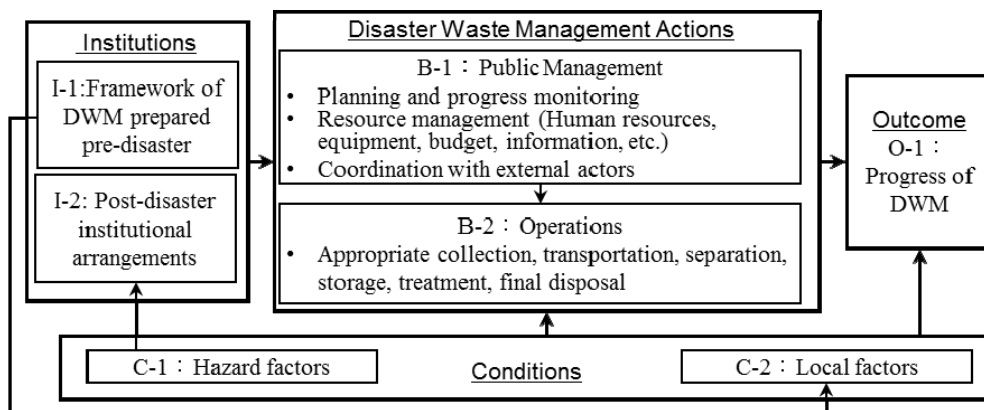 Institutions
I-1:Framework of
DWM prepared
pre-disaster
I-2: Post-disaster
institutional
arrangements
Disaster Waste Management Actions
B-1：Public Management
• Planning and progress monitoring
• Resource management (Human resources,
equipment, budget, information, etc.)
• Coordination with external actors
B-2：Operations
• Appropriate collection, transportation, separation,
storage, treatment, final disposal
Outcome
O-1：
Progress of
DWM
C-1：Hazard factors
Conditions
C-2：Local factors